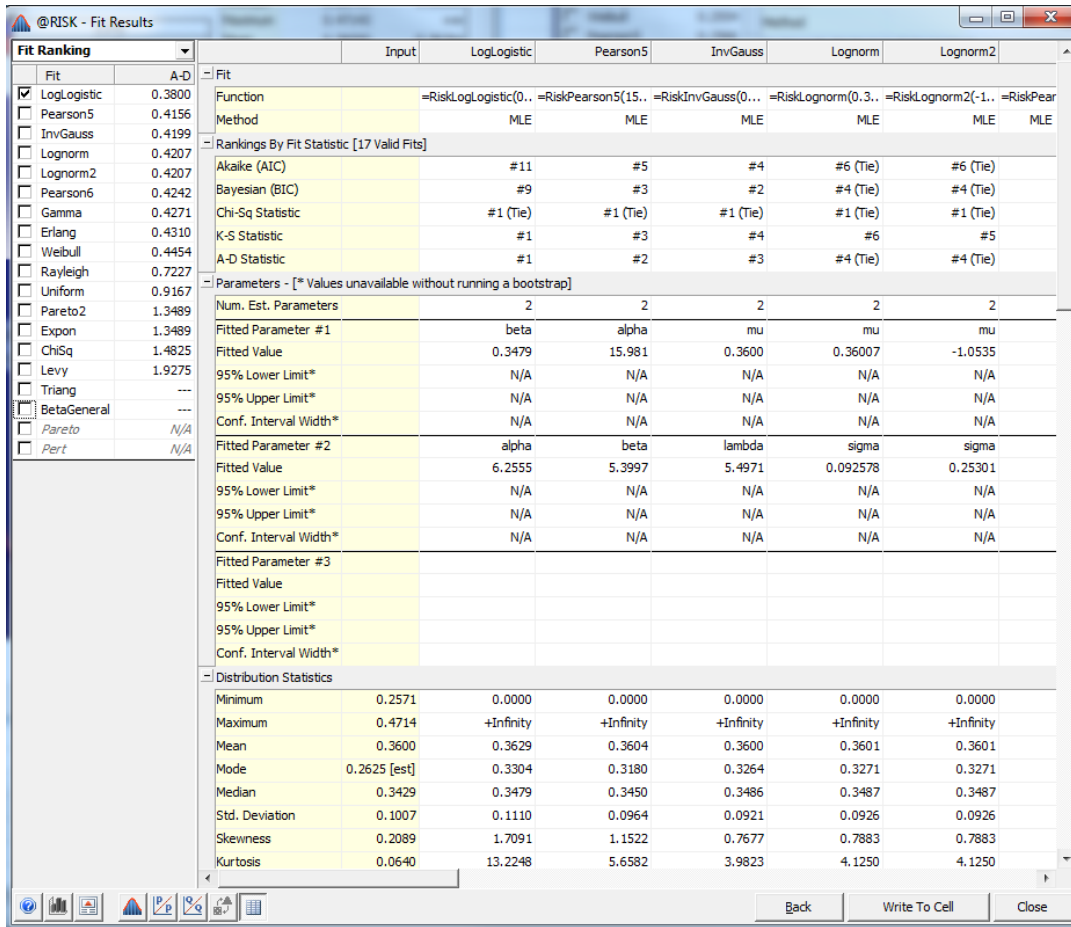 @RISK - Fit Results
Fit Ranking
Fit A-D
LogLogistic 0.3800
Pearson5 0.4156
InvGauss 0.4199
Lognorm 0.4207
Lognorm2 0.4207
Pearson6 0.4242
Gamma 0.4271
Erlang 0.4310
Weibull 0.4454
Rayleigh 0.7227
Uniform 0.9167
Pareto2 1.3489
Expon 1.3489
ChiSq 1.4825
Levy 1.9275
Triang ---
BetaGeneral ---
Pareto N/A
Pert N/A
Input LogLogistic Pearson5 InvGauss Lognorm Lognorm2
Fit
Function =RiskLogLogistic(0... =RiskPearson5(15... =RiskInvGauss(0... =RiskLognorm(0.3... =RiskLognorm2(-1... =RiskPear
Method MLE MLE MLE MLE MLE MLE
Rankings By Fit Statistic [17 Valid Fits]
Akaike (AIC) #11 #5 #4 #6 (Tie) #6 (Tie)
Bayesian (BIC) #9 #3 #2 #4 (Tie) #4 (Tie)
Chi-Sq Statistic #1 (Tie) #1 (Tie) #1 (Tie) #1 (Tie) #1 (Tie)
K-S Statistic #1 #3 #4 #6 #5
A-D Statistic #1 #2 #3 #4 (Tie) #4 (Tie)
Parameters - [* Values unavailable without running a bootstrap]
Num. Est. Parameters 2 2 2 2 2
Fitted Parameter #1 beta alpha mu mu mu
Fitted Value 0.3479 15.981 0.3600 0.36007 -1.0535
95% Lower Limit* N/A N/A N/A N/A N/A
95% Upper Limit* N/A N/A N/A N/A N/A
Conf. Interval Width* N/A N/A N/A N/A N/A
Fitted Parameter #2 alpha beta lambda sigma sigma
Fitted Value 6.2555 5.3997 5.4971 0.092578 0.25301
95% Lower Limit* N/A N/A N/A N/A N/A
95% Upper Limit* N/A N/A N/A N/A N/A
Conf. Interval Width* N/A N/A N/A N/A N/A
Fitted Parameter #3
Fitted Value
95% Lower Limit*
95% Upper Limit*
Conf. Interval Width*
Distribution Statistics
Minimum 0.2571 0.0000 0.0000 0.0000 0.0000 0.0000
Maximum 0.4714 +Infinity +Infinity +Infinity +Infinity +Infinity
Mean 0.3600 0.3629 0.3604 0.3600 0.3601 0.3601
Mode 0.2625 [est] 0.3304 0.3180 0.3264 0.3271 0.3271
Median 0.3429 0.3479 0.3450 0.3486 0.3487 0.3487
Std. Deviation 0.1007 0.1110 0.0964 0.0921 0.0926 0.0926
Skewness 0.2089 1.7091 1.1522 0.7677 0.7883 0.7883
Kurtosis 0.0640 13.2248 5.6582 3.9823 4.1250 4.1250
P/P Q/Q
Back Write To Cell Close